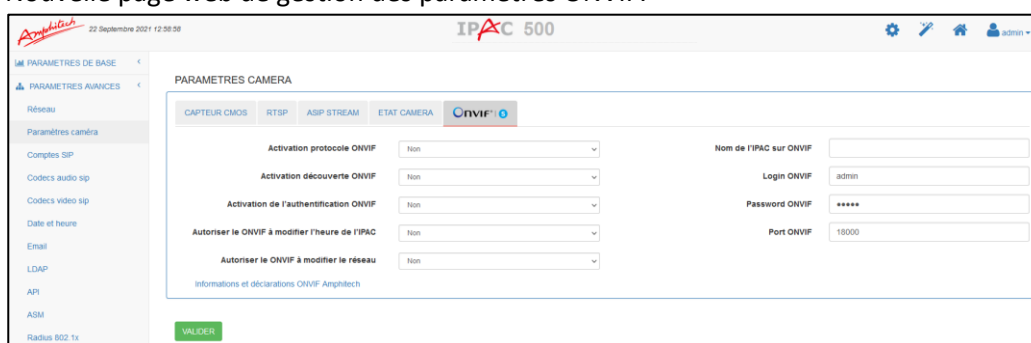 Nouvelle page web de gestion des paramètres ONVIF.
Amphitech 22 Septembre 2021 12:58:58 IPAC 500 admin
PARAMETRES DE BASE
PARAMETRES AVANCES
Réseau
Paramètres caméra
Comptes SIP
Codecs audio sip
Codecs video sip
Date et heure
Email
LDAP
API
ASM
Radius 802.1x
PARAMETRES CAMERA
CAPTEUR CMOS RTSP ASIP STREAM ETAT CAMERA ONVIF S
Activation protocole ONVIF Non
Activation découverte ONVIF Non
Activation de l'authentification ONVIF Non
Autoriser le ONVIF à modifier l'heure de l'IPAC Non
Autoriser le ONVIF à modifier le réseau Non
Nom de l'IPAC sur ONVIF
Login ONVIF admin
Password ONVIF •••••
Port ONVIF 18000
Informations et déclarations ONVIF Amphitech
VALIDER